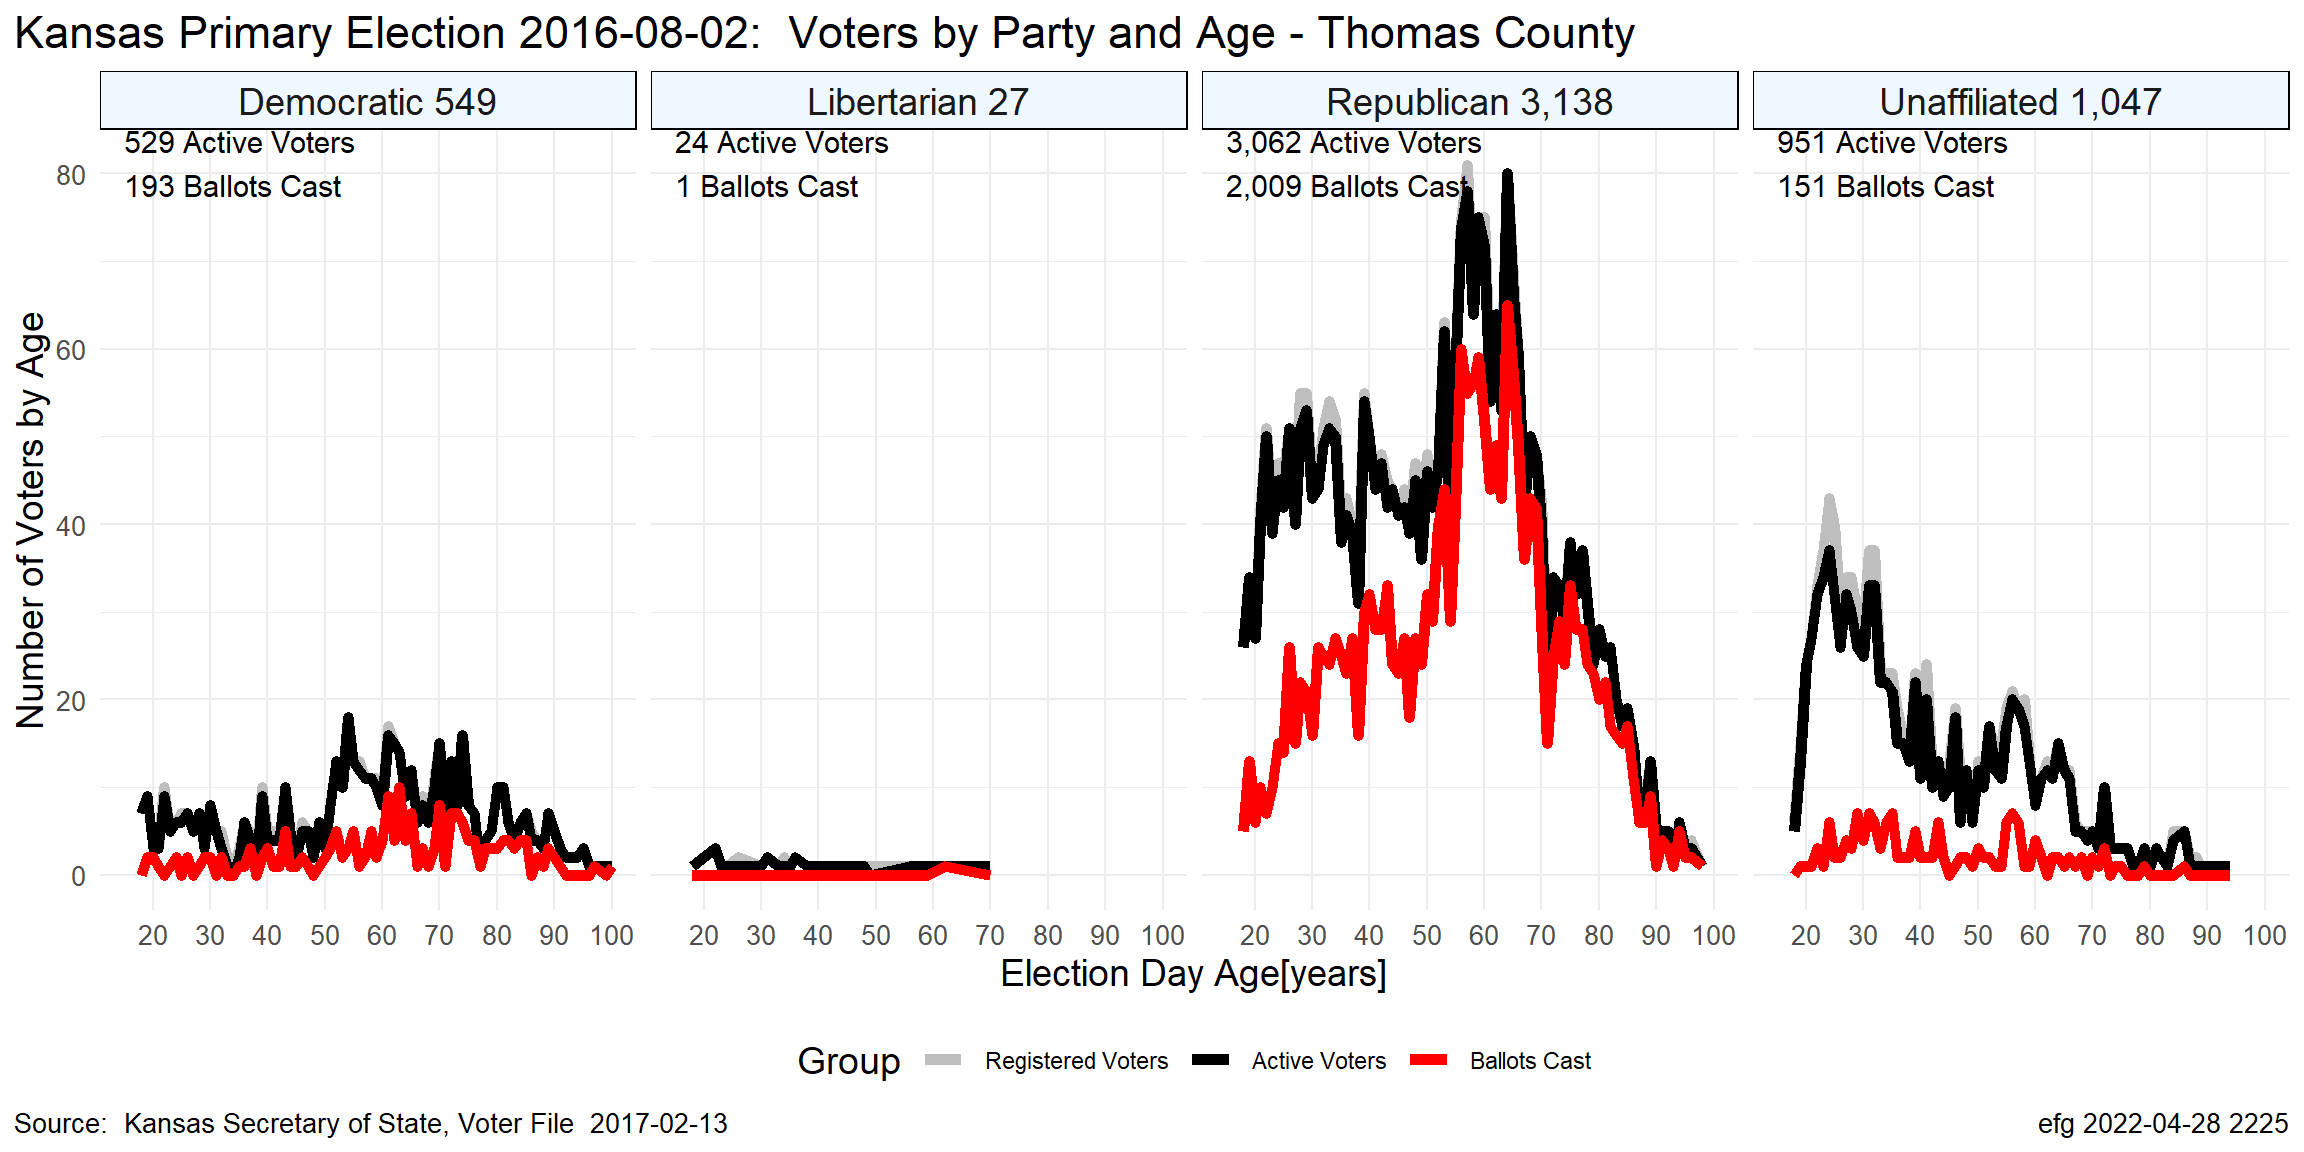 Kansas Primary Election 2016-08-02:  Voters by Party and Age - Thomas County
Democratic 549
Libertarian 27
Republican 3,138
Unaffiliated 1,047
529 Active Voters
193 Ballots Cast
24 Active Voters
1 Ballots Cast
3,062 Active Voters
2,009 Ballots Cast
951 Active Voters
151 Ballots Cast
Number of Voters by Age
80
60
40
20
0
20 30 40 50 60 70 80 90 100
20 30 40 50 60 70 80 90 100
20 30 40 50 60 70 80 90 100
20 30 40 50 60 70 80 90 100
Election Day Age[years]
Group Registered Voters Active Voters Ballots Cast
Source:  Kansas Secretary of State, Voter File  2017-02-13
efg 2022-04-28 2225